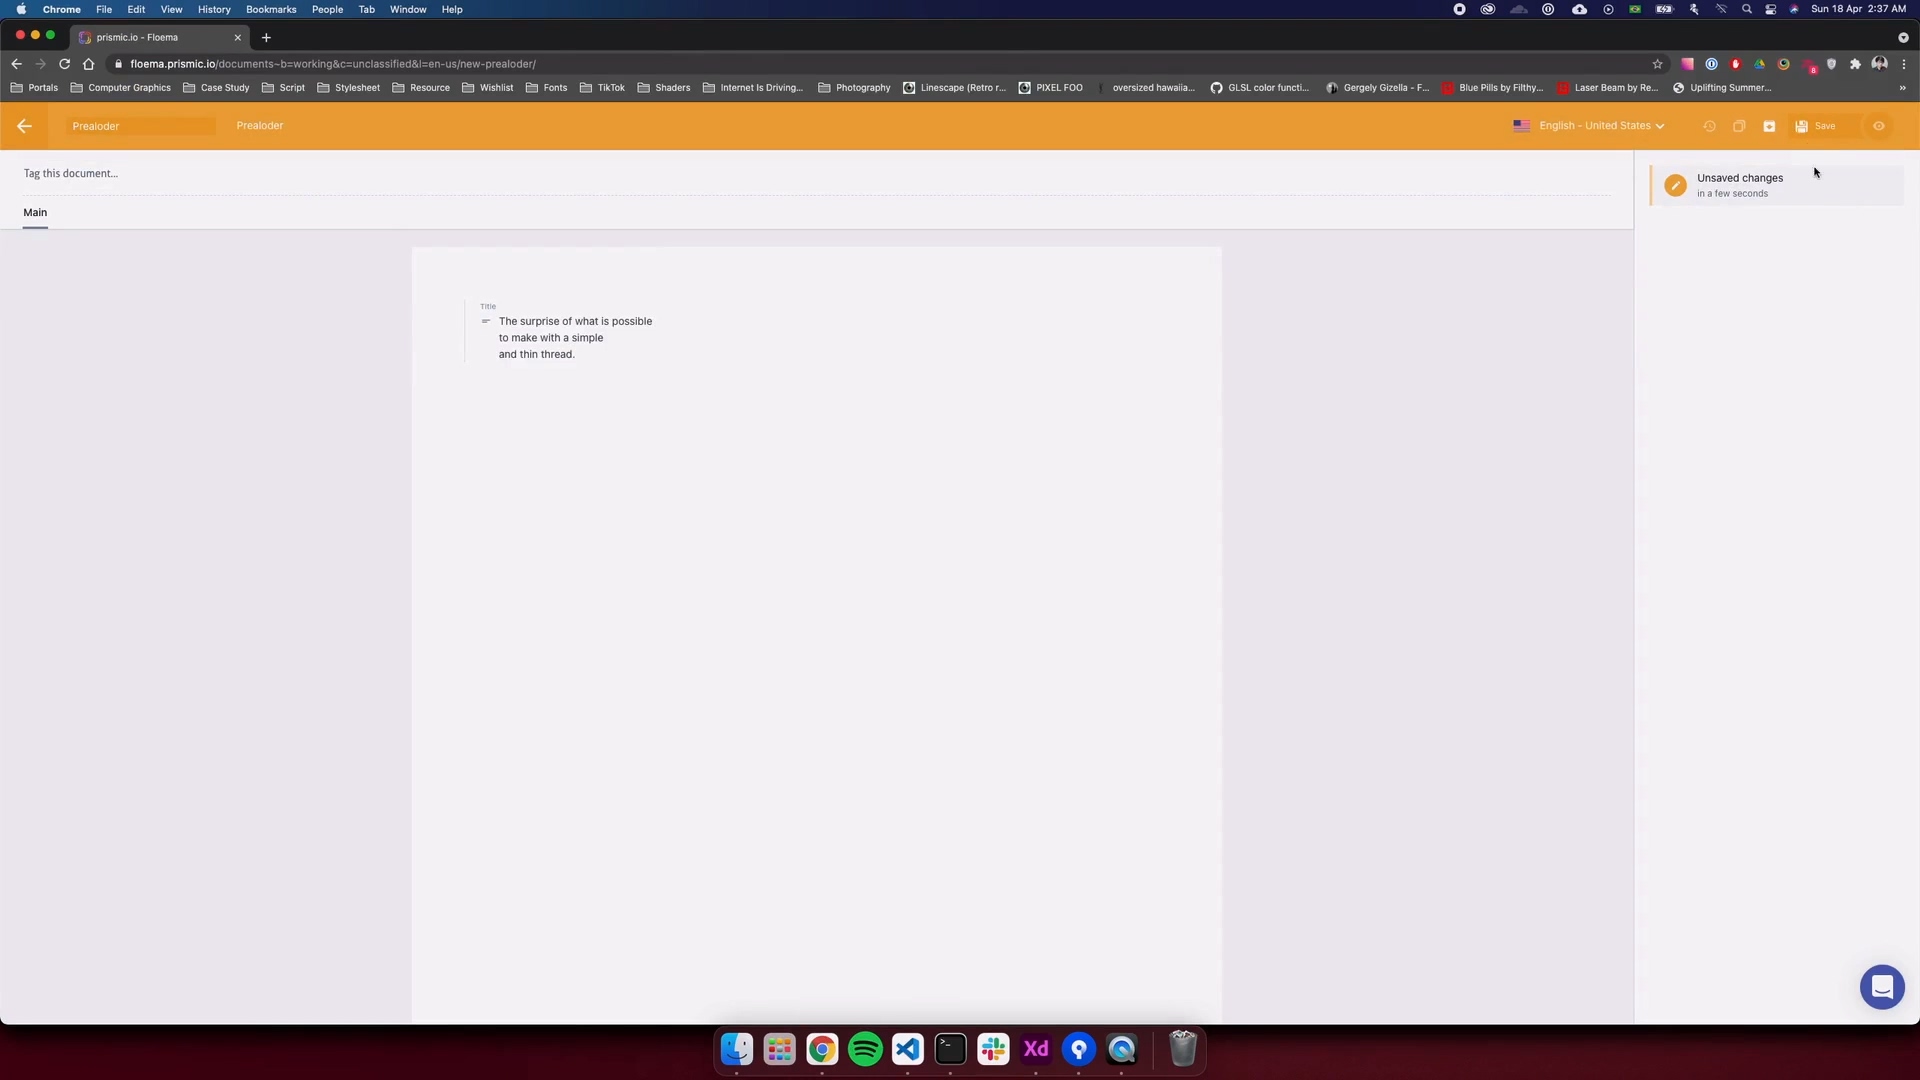 Chrome File Edit View History Bookmarks People Tab Window Help
Sun 18 Apr 2:37 AM
prismic.io - Floema
floema.prismic.io/documents~b=working&c=unclassified&l=en-us/new-prealoder/
8
Portals Computer Graphics Case Study Script Stylesheet Resource Wishlist Fonts TikTok Shaders Internet Is Driving... Photography Linescape (Retro r... PIXEL FOO oversized hawaiia... GLSL color functi... Gergely Gizella - F... Blue Pills by Filthy... Laser Beam by Re... Uplifting Summer... »
Prealoder Prealoder English - United States Save
Tag this document...
Unsaved changes
in a few seconds
Main
Title
The surprise of what is possible
to make with a simple
and thin thread.
>_
Xd